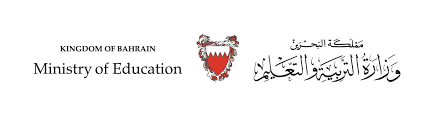 KINGDOM OF BAHRAIN
Ministry of Education
مملكة البحرين
وزارة التربية والتعليم